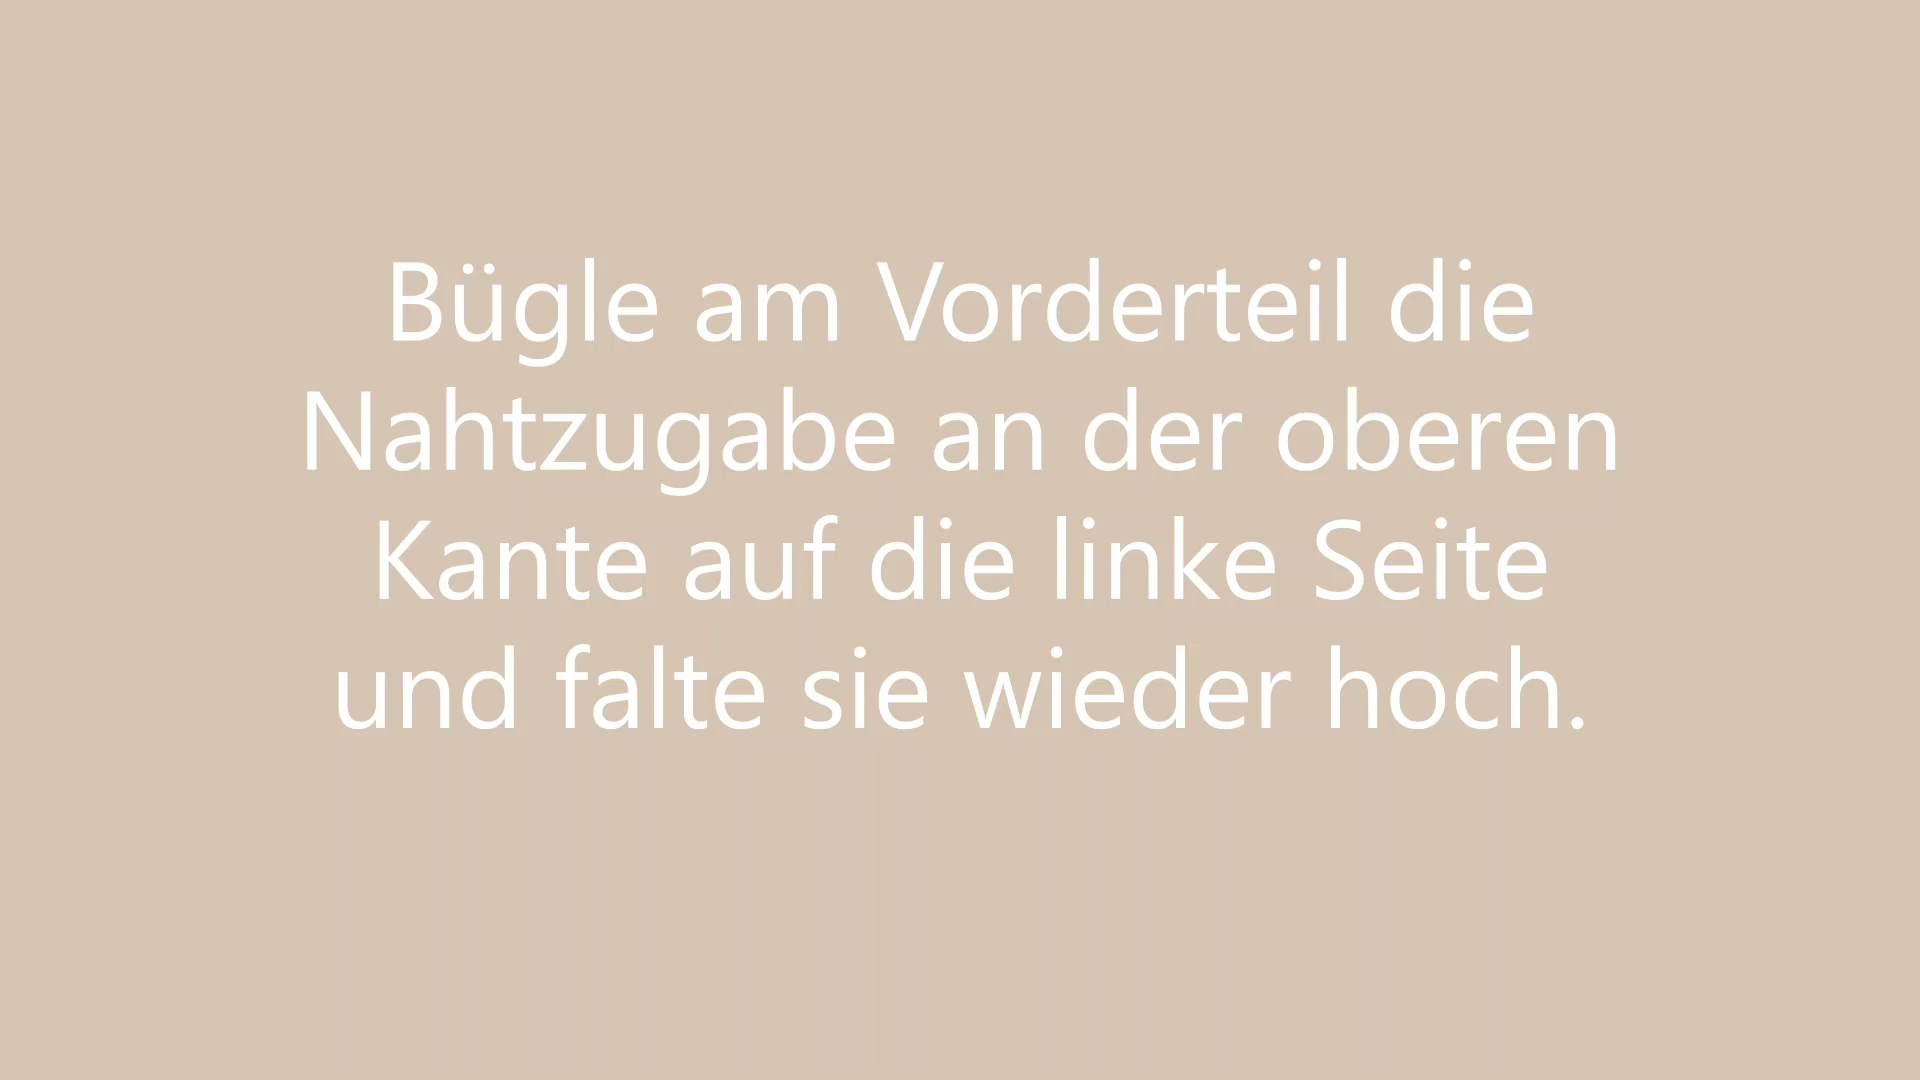 Bügle am Vorderteil die
Nahtzugabe an der oberen
Kante auf die linke Seite
und falte sie wieder hoch.